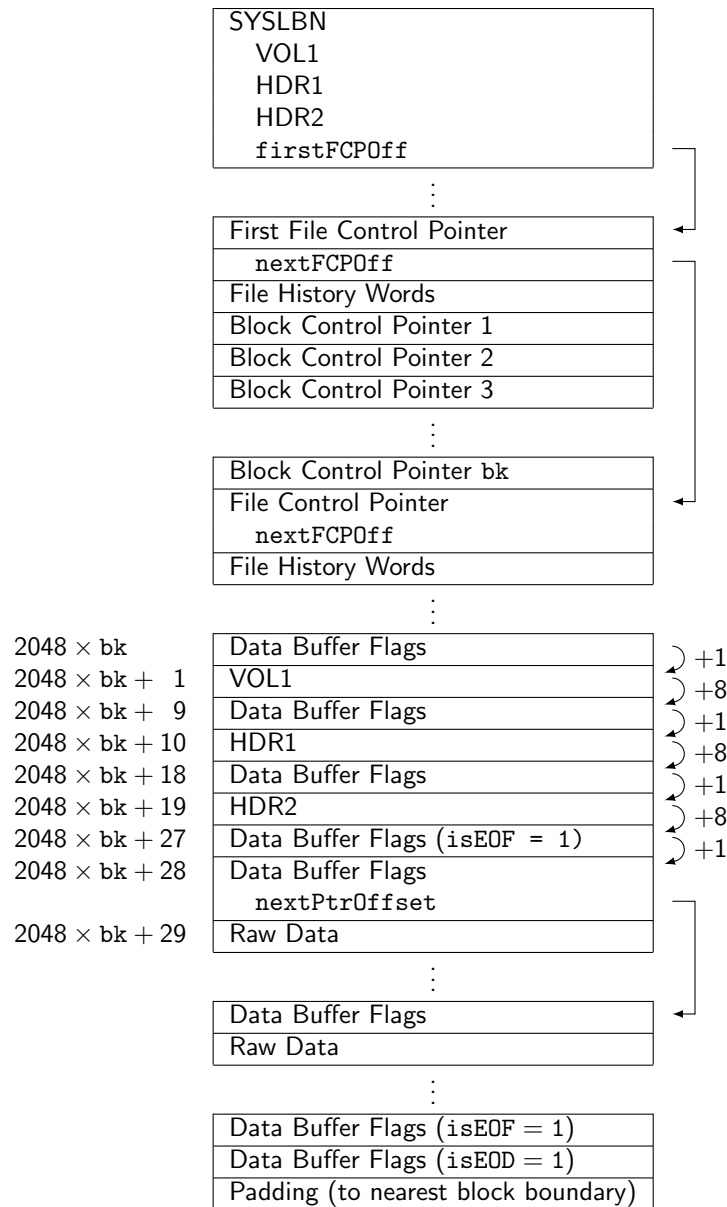 SYSLBN
VOL1
HDR1
HDR2
firstFCPOff
⋮
First File Control Pointer
nextFCPOff
File History Words
Block Control Pointer 1
Block Control Pointer 2
Block Control Pointer 3
⋮
Block Control Pointer bk
File Control Pointer
nextFCPOff
File History Words
⋮
2048 × bk Data Buffer Flags +1
2048 × bk + 1 VOL1 +8
2048 × bk + 9 Data Buffer Flags +1
2048 × bk + 10 HDR1 +8
2048 × bk + 18 Data Buffer Flags +1
2048 × bk + 19 HDR2 +8
2048 × bk + 27 Data Buffer Flags (isEOF = 1) +1
2048 × bk + 28 Data Buffer Flags
nextPtrOffset
2048 × bk + 29 Raw Data
⋮
Data Buffer Flags
Raw Data
⋮
Data Buffer Flags (isEOF = 1)
Data Buffer Flags (isEOD = 1)
Padding (to nearest block boundary)